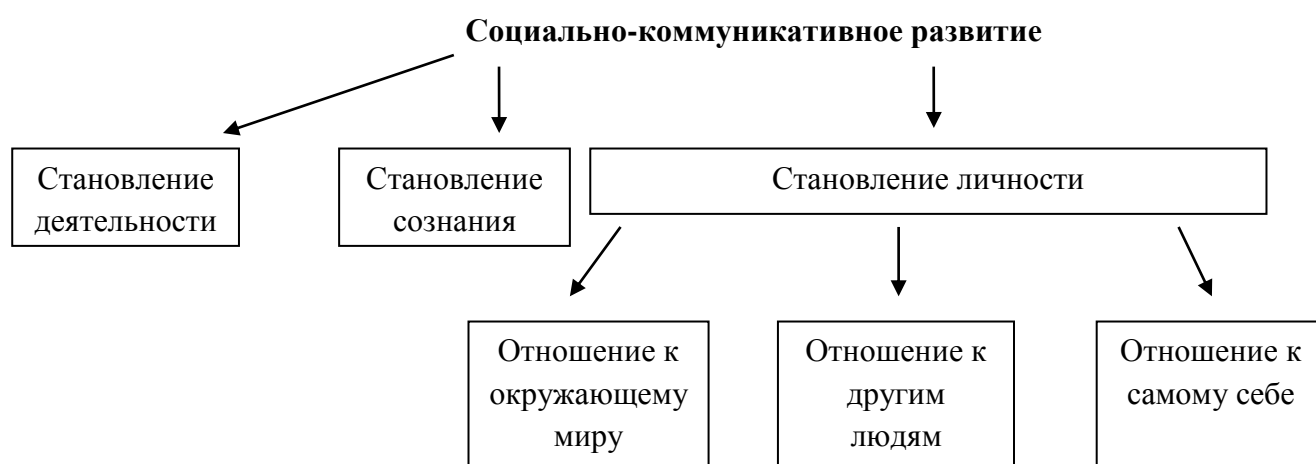 Социально-коммуникативное развитие
Становление
деятельности
Становление
сознания
Становление личности
Отношение к
окружающему
миру
Отношение к
другим
людям
Отношение к
самому себе